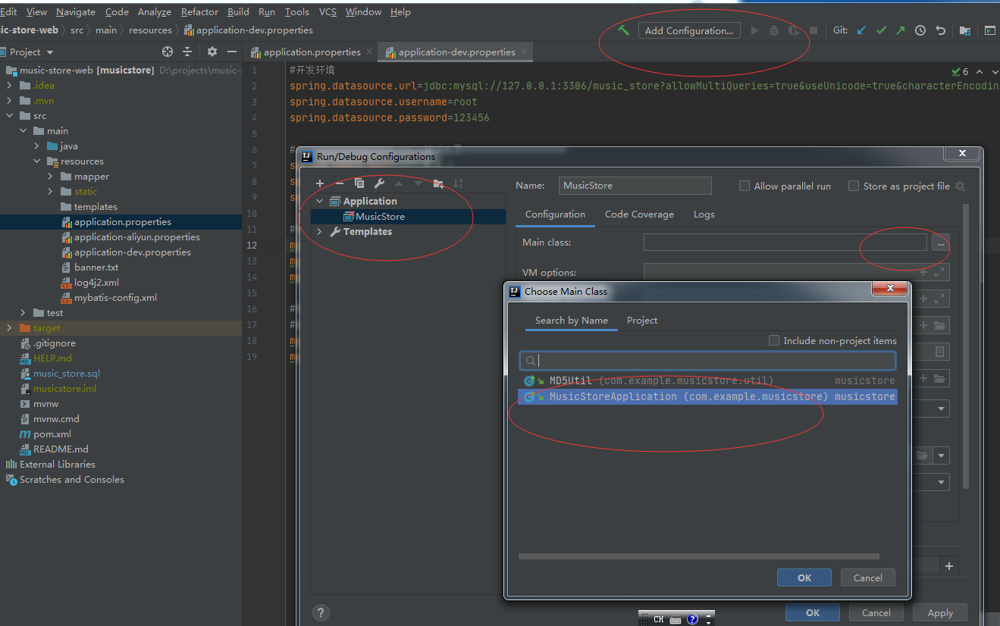 Edit View Navigate Code Analyze Refactor Build Run Tools VCS Window Help
sic-store-web src main resources application-dev.properties
Add Configuration...
Git:
Project
application.properties
application-dev.properties
music-store-web [musicstore] D:\projects\music-s
.idea
.mvn
src
main
java
resources
mapper
static
templates
application.properties
application-aliyun.properties
application-dev.properties
banner.txt
log4j2.xml
mybatis-config.xml
test
target
.gitignore
HELP.md
music_store.sql
musicstore.iml
mvnw
mvnw.cmd
pom.xml
README.md
External Libraries
Scratches and Consoles
6
1 #开发环境
2 spring.datasource.url=jdbc:mysql://127.0.0.1:3306/music_store?allowMultiQueries=true&useUnicode=true&characterEncodin
3 spring.datasource.username=root
4 spring.datasource.password=123456
5
6 #
7 s
8 s
9 s
10
11 #
12 m
13 m
14 m
15
16 #
17 #
18 m
19 m
Run/Debug Configurations
Application
MusicStore
Templates
Name: MusicStore
Allow parallel run
Store as project file
Configuration
Code Coverage
Logs
Main class:
...
VM options:
Choose Main Class
Search by Name
Project
Include non-project items
MD5Util (com.example.musicstore.util) musicstore
MusicStoreApplication (com.example.musicstore) musicstore
OK
Cancel
?
OK
Cancel
Apply
CH